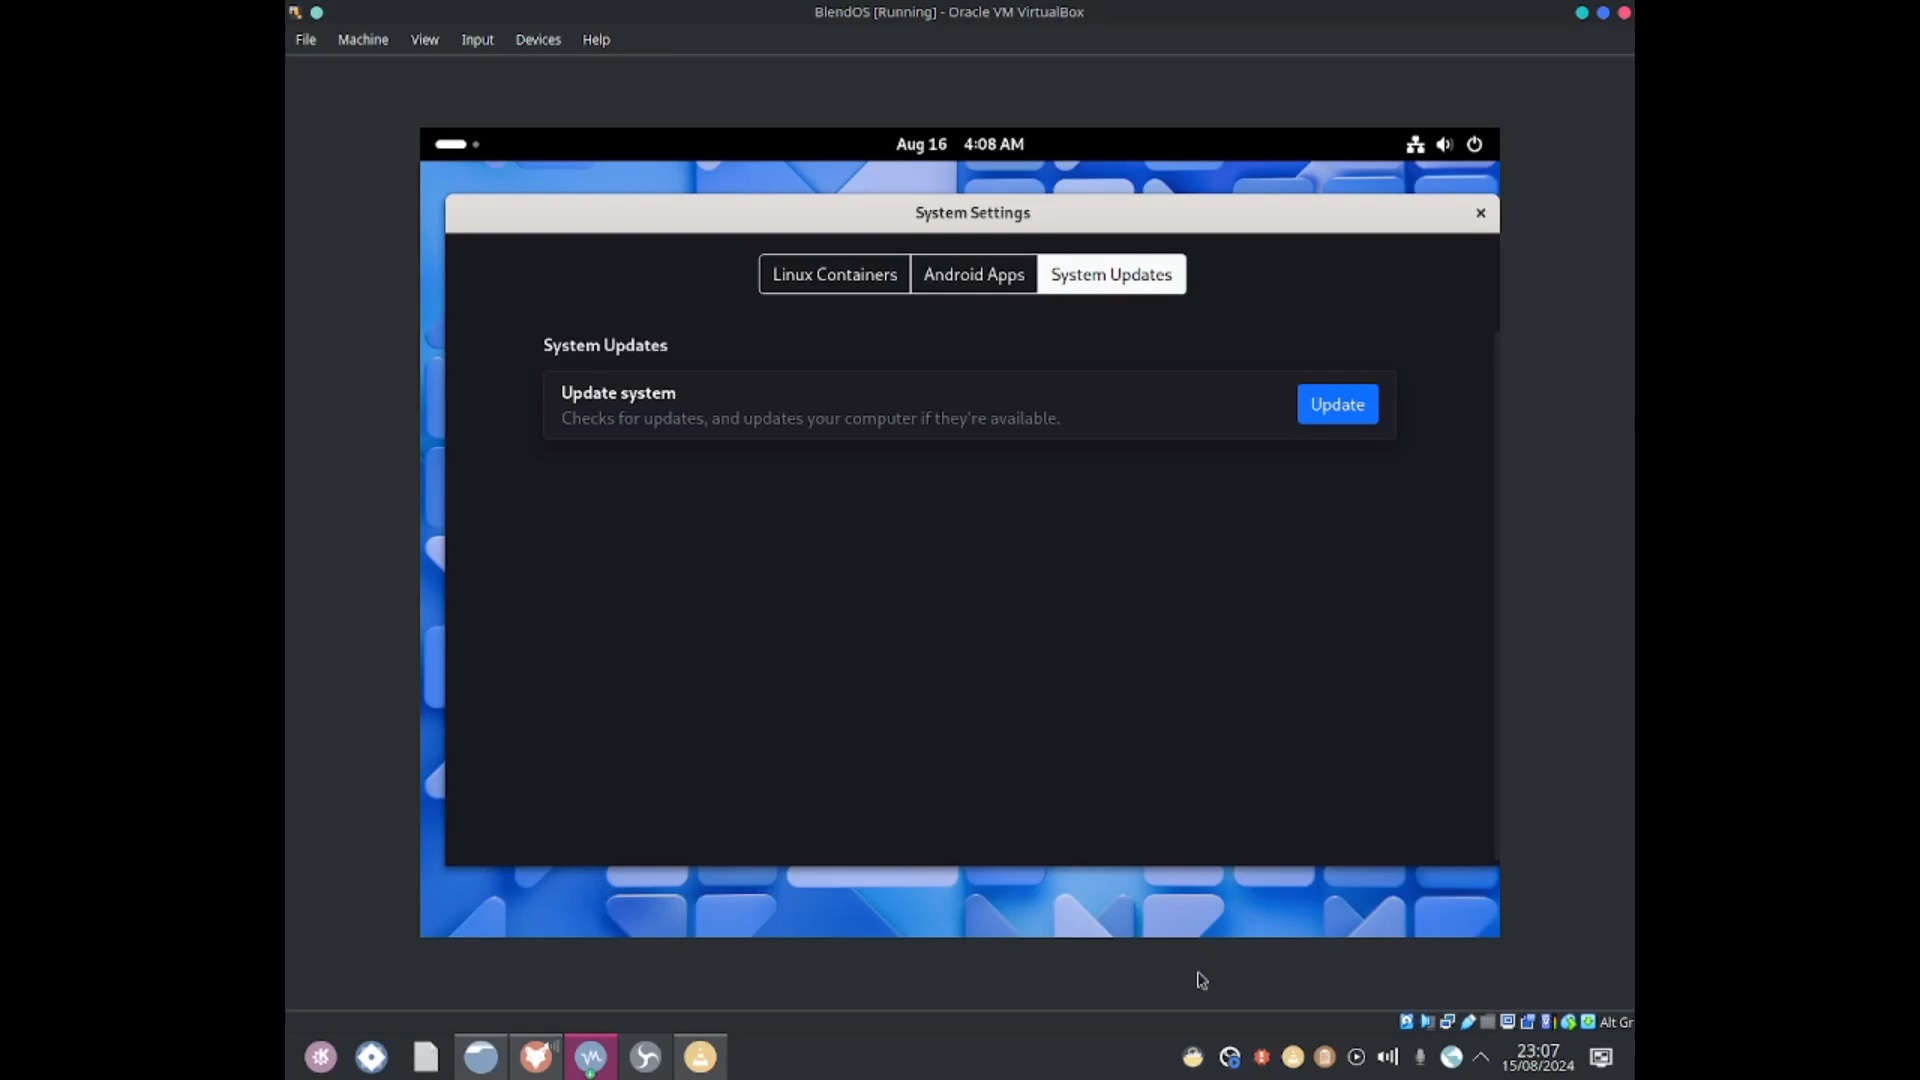 BlendOS [Running] - Oracle VM VirtualBox
File Machine View Input Devices Help
Aug 16 4:08 AM
System Settings
Linux Containers Android Apps System Updates
System Updates
Update system
Checks for updates, and updates your computer if they're available.
Update
Alt Gr
23:07
15/08/2024